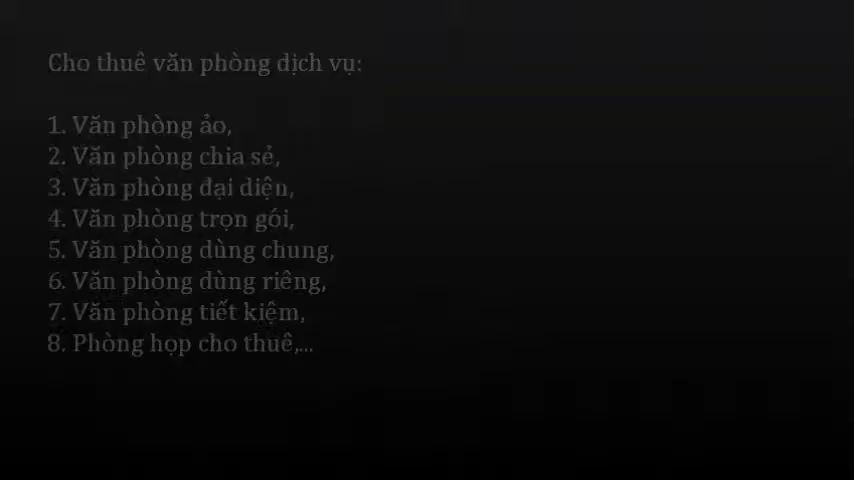 Cho thuê văn phòng dịch vụ:
1. Văn phòng ảo,
2. Văn phòng chia sẻ,
3. Văn phòng đại diện,
4. Văn phòng trọn gói,
5. Văn phòng dùng chung,
6. Văn phòng dùng riêng,
7. Văn phòng tiết kiệm,
8. Phòng họp cho thuê,...